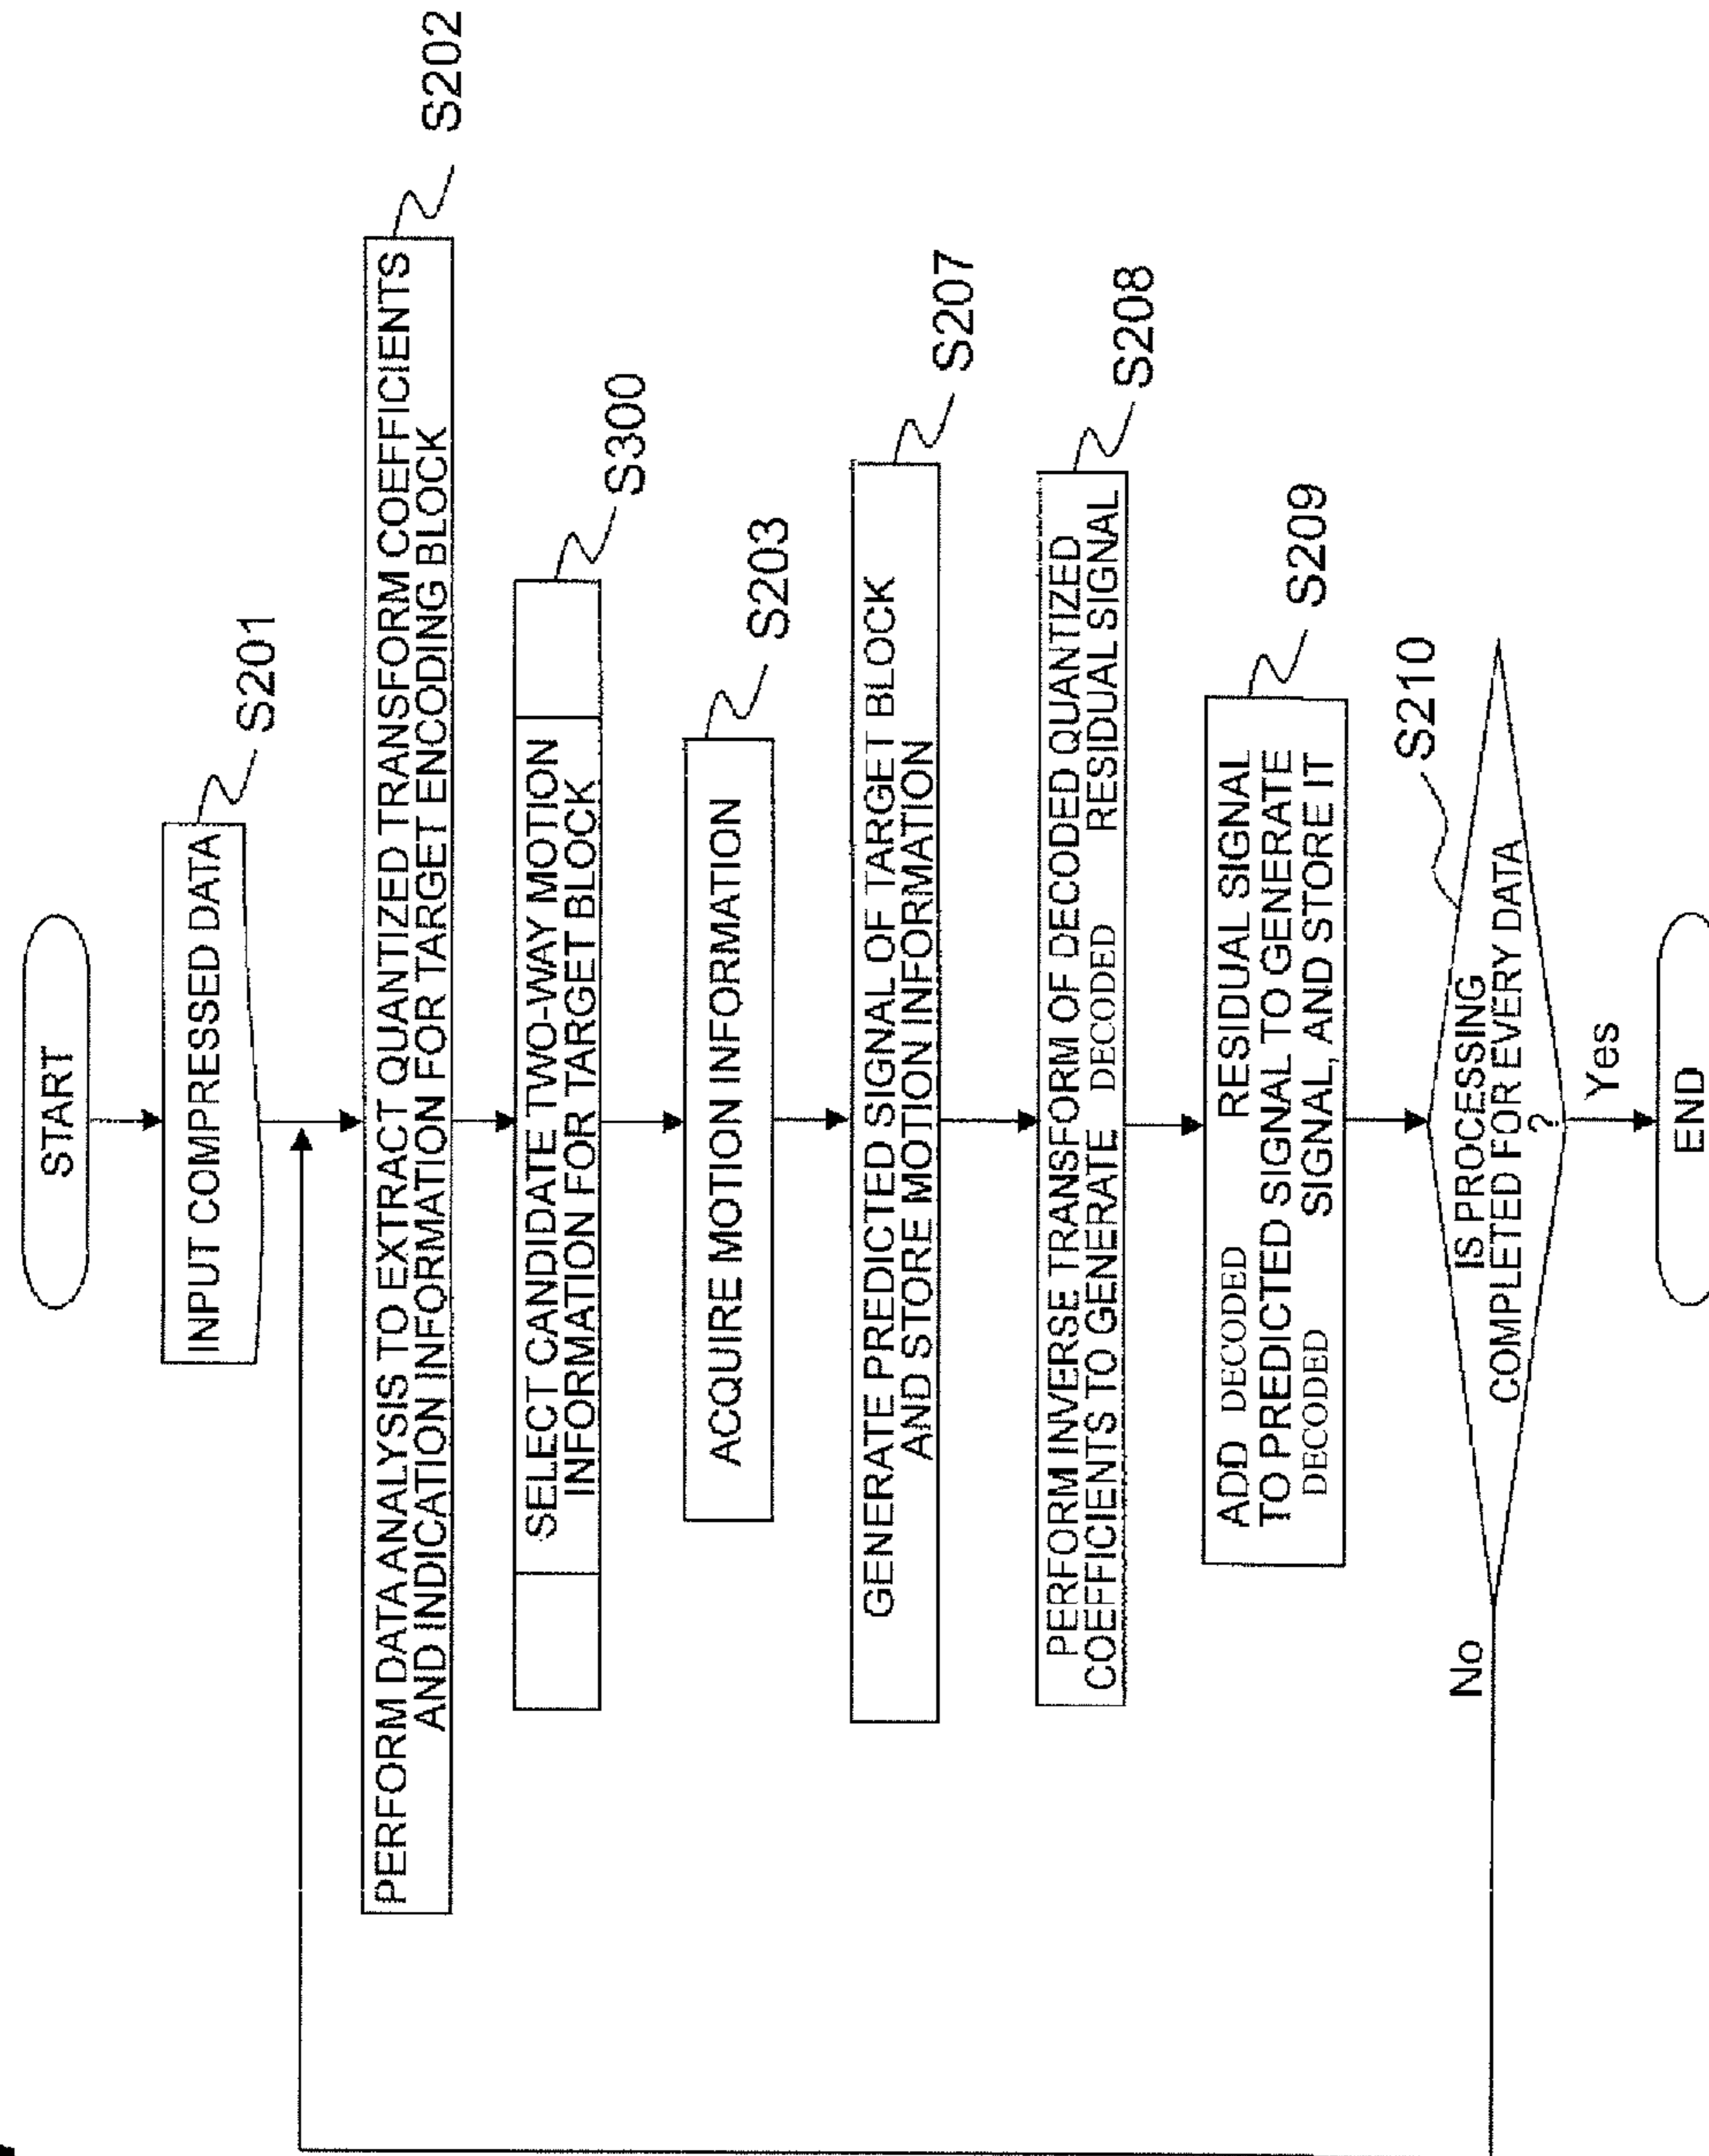 START
INPUT COMPRESSED DATA
S201
PERFORM DATA ANALYSIS TO EXTRACT QUANTIZED TRANSFORM COEFFICIENTS
AND INDICATION INFORMATION FOR TARGET ENCODING BLOCK
S202
SELECT CANDIDATE TWO-WAY MOTION
INFORMATION FOR TARGET BLOCK
S300
ACQUIRE MOTION INFORMATION
S203
GENERATE PREDICTED SIGNAL OF TARGET BLOCK
AND STORE MOTION INFORMATION
S207
PERFORM INVERSE TRANSFORM OF DECODED QUANTIZED
COEFFICIENTS TO GENERATE DECODED RESIDUAL SIGNAL
S208
ADD DECODED RESIDUAL SIGNAL
TO PREDICTED SIGNAL TO GENERATE
DECODED SIGNAL, AND STORE IT
S209
IS PROCESSING
COMPLETED FOR EVERY DATA
?
S210
No
Yes
END